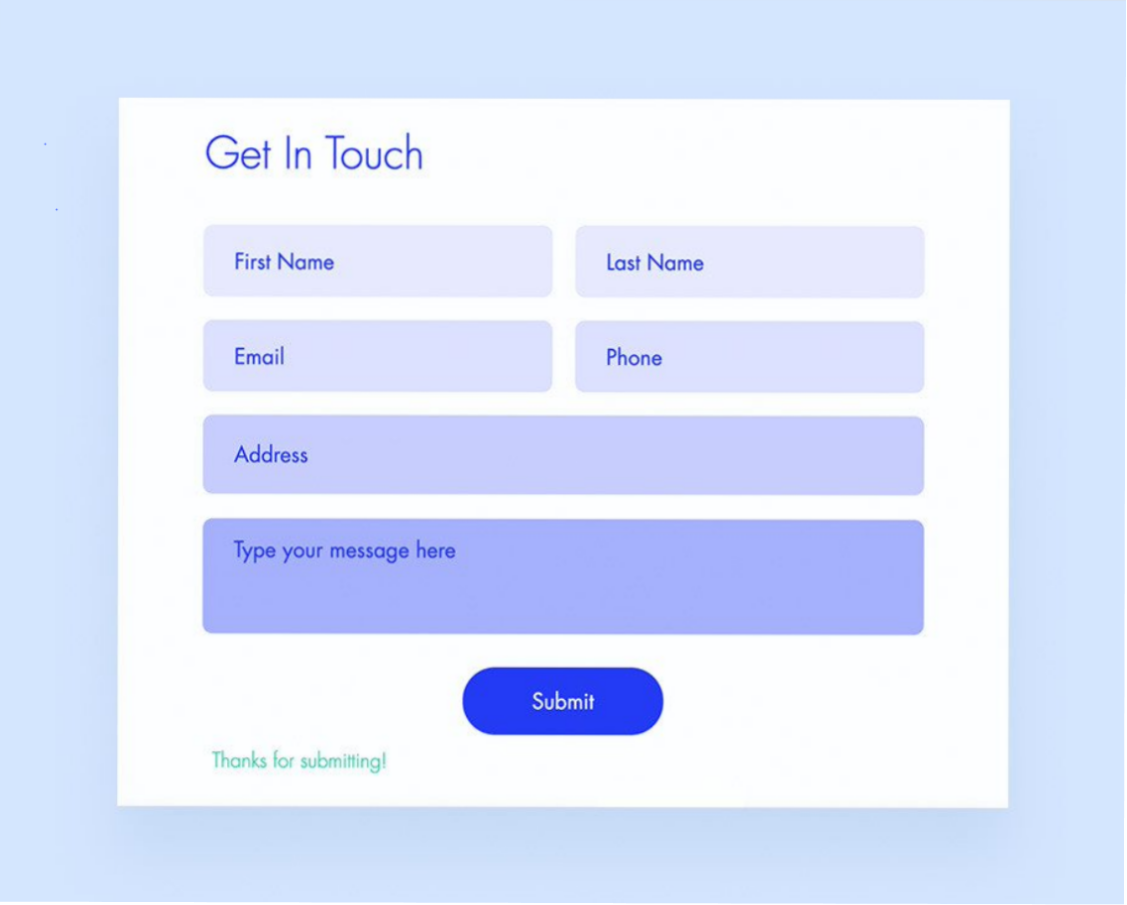 Get In Touch
First Name
Last Name
Email
Phone
Address
Type your message here
Submit
Thanks for submitting!